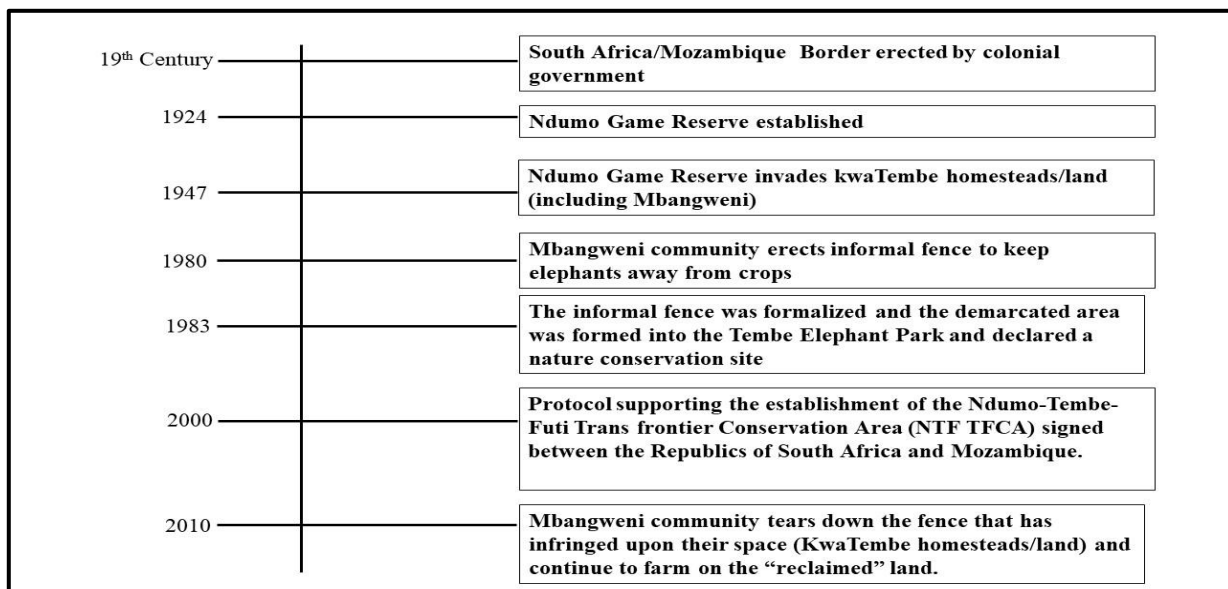 19th Century
South Africa/Mozambique Border erected by colonial
government
1924
Ndumo Game Reserve established
1947
Ndumo Game Reserve invades kwaTembe homesteads/land
(including Mbangweni)
1980
Mbangweni community erects informal fence to keep
elephants away from crops
1983
The informal fence was formalized and the demarcated area
was formed into the Tembe Elephant Park and declared a
nature conservation site
2000
Protocol supporting the establishment of the Ndumo-Tembe-
Futi Trans frontier Conservation Area (NTF TFCA) signed
between the Republics of South Africa and Mozambique.
2010
Mbangweni community tears down the fence that has
infringed upon their space (KwaTembe homesteads/land) and
continue to farm on the “reclaimed” land.